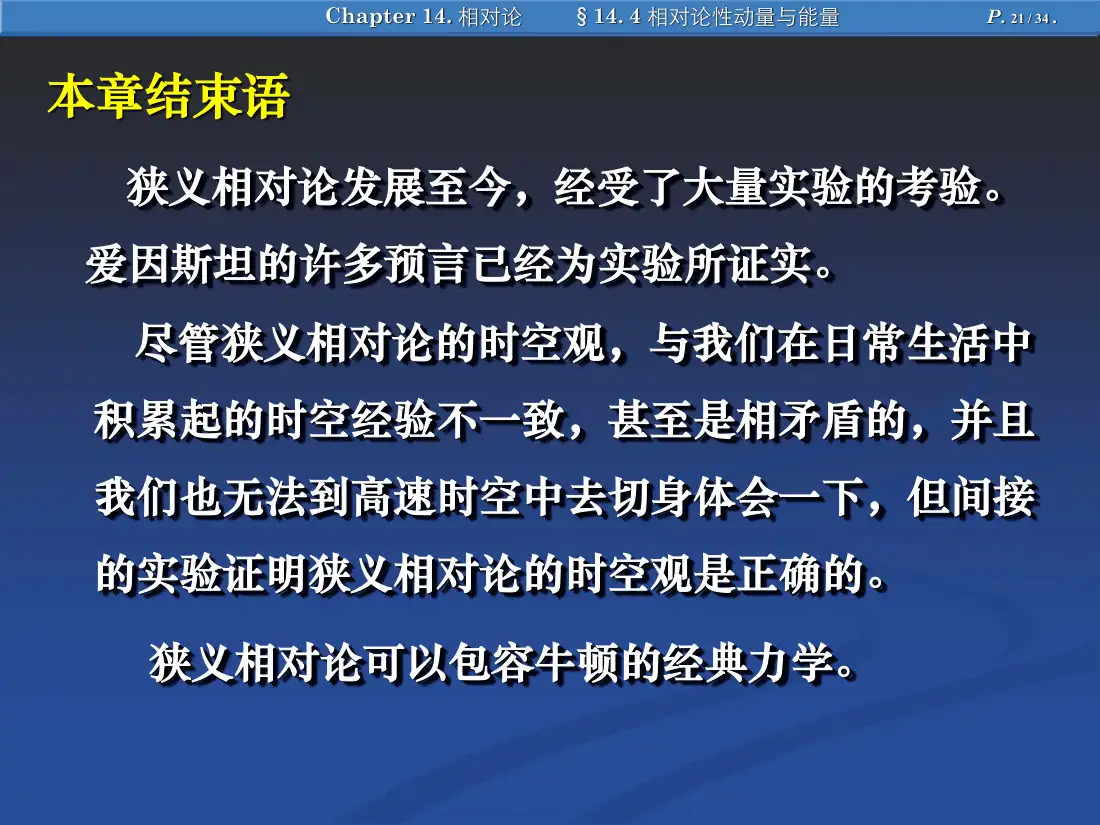 Chapter 14. 相对论 §14. 4 相对论性动量与能量 P. 21 / 34 .
本章结束语
狭义相对论发展至今，经受了大量实验的考验。
爱因斯坦的许多预言已经为实验所证实。
尽管狭义相对论的时空观，与我们在日常生活中
积累起的时空经验不一致，甚至是相矛盾的，并且
我们也无法到高速时空中去切身体会一下，但间接
的实验证明狭义相对论的时空观是正确的。
狭义相对论可以包容牛顿的经典力学。